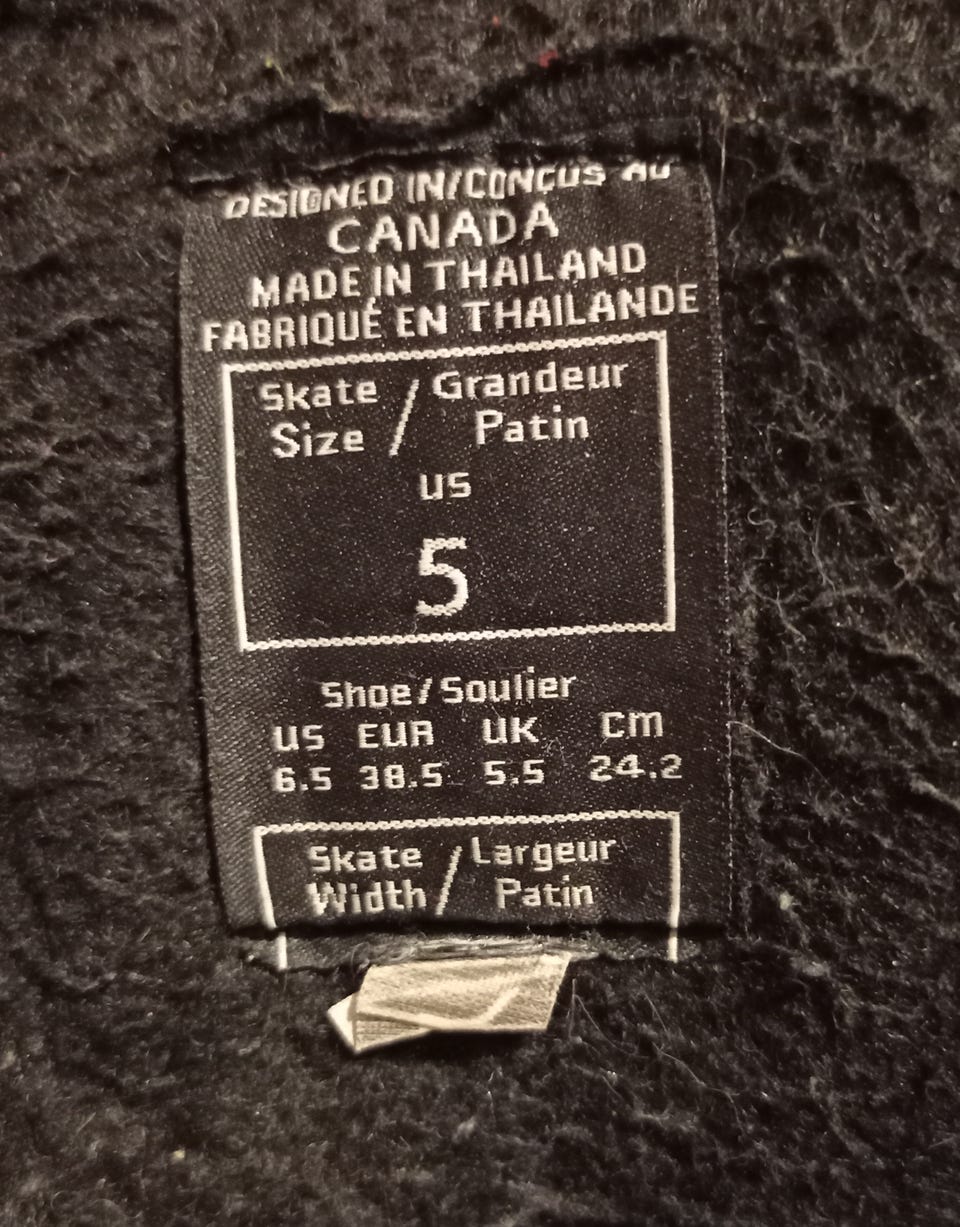 DESIGNED IN/CONÇUS AU
CANADA
MADE IN THAILAND
FABRIQUÉ EN THAILANDE
Skate / Grandeur
Size / Patin
US
5
Shoe/Soulier
US EUR UK Cm
6.5 38.5 5.5 24.2
Skate / Largeur
Width / Patin